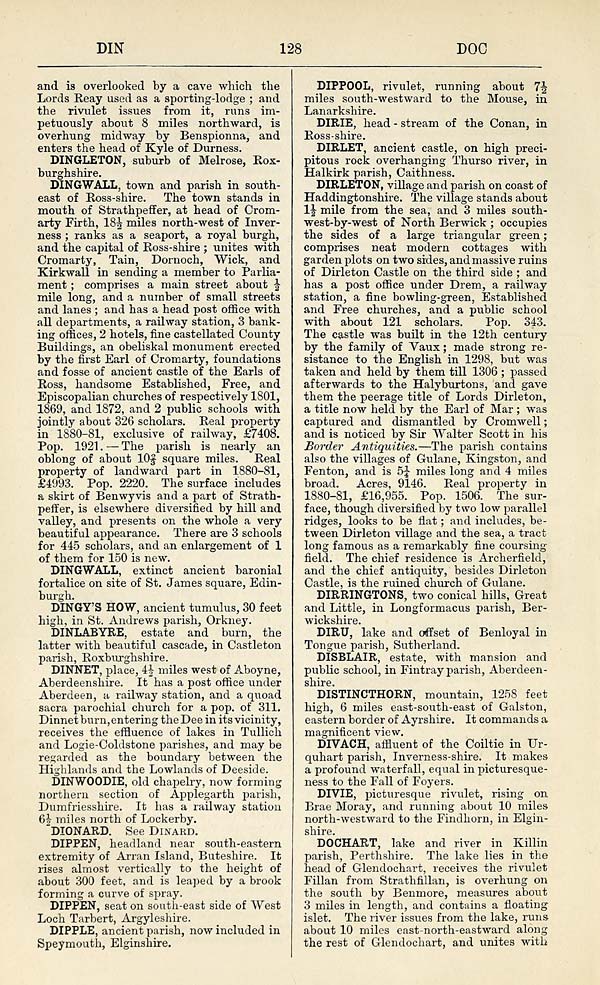 DIN 128 DOC
and is overlooked by a cave which the
Lords Reay used as a sporting-lodge ; and
the rivulet issues from it, runs im-
petuously about 8 miles northward, is
overhung midway by Benspionna, and
enters the head of Kyle of Durness.
DINGLETON, suburb of Melrose, Rox-
burghshire.
DINGWALL, town and parish in south-
east of Ross-shire. The town stands in
mouth of Strathpeffer, at head of Crom-
arty Firth, 18½ miles north-west of Inver-
ness ; ranks as a seaport, a royal burgh,
and the capital of Ross-shire ; unites with
Cromarty, Tain, Dornoch, Wick, and
Kirkwall in sending a member to Parlia-
ment ; comprises a main street about ½
mile long, and a number of small streets
and lanes ; and has a head post office with
all departments, a railway station, 3 bank-
ing offices, 2 hotels, fine castellated County
Buildings, an obeliskal monument erected
by the first Earl of Cromarty, foundations
and fosse of ancient castle of the Earls of
Ross, handsome Established, Free, and
Episcopalian churches of respectively 1801,
1869, and 1872, and 2 public schools with
jointly about 326 scholars. Real property
in 1880-81, exclusive of railway, £7408.
Pop. 1921. — The parish is nearly an
oblong of about 10¾ square miles. Real
property of landward part in 1880-81,
£4993. Pop. 2220. The surface includes
a skirt of Benwyvis and a part of Strath-
peffer, is elsewhere diversified by hill and
valley, and presents on the whole a very
beautiful appearance. There are 3 schools
for 445 scholars, and an enlargement of 1
of them for 150 is new.
DINGWALL, extinct ancient baronial
fortalice on site of St. James square, Edin-
burgh.
DINGY'S HOW, ancient tumulus, 30 feet
high, in St. Andrews parish, Orkney.
DINLABYRE, estate and burn, the
latter with beautiful cascade, in Castleton
parish, Roxburghshire.
DINNET, place, 4½ miles west of Aboyne,
Aberdeenshire. It has a post office under
Aberdeen, a railway station, and a quoad
sacra parochial church for a pop. of 311.
Dinnet burn, entering the Dee in its vicinity,
receives the effluence of lakes in Tullich
and Logie-Coldstone parishes, and may be
regarded as the boundary between the
Highlands and the Lowlands of Deeside.
DINWOODIE, old chapelry, now forming
northern section of Applegarth parish,
Dumfriesshire. It has a railway station
6½ miles north of Lockerby.
DIONARD. See DINARD.
DIPPEN, headland near south-eastern
extremity of Arran Island, Buteshire. It
rises almost vertically to the height of
about 300 feet, and is leaped by a brook
forming a curve of spray.
DIPPEN, seat on south-east side of West
Loch Tarbert, Argyleshire.
DIPPLE, ancient parish, now included in
Speymouth, Elginshire.
DIPPOOL, rivulet, running about 7½
miles south-westward to the Mouse, in
Lanarkshire.
DIRIE, head-stream of the Conan, in
Ross-shire.
DIRLET, ancient castle, on high preci-
pitous rock overhanging Thurso river, in
Halkirk parish, Caithness.
DIRLETON, village and parish on coast of
Haddingtonshire. The village stands about
1½ mile from the sea, and 3 miles south-
west-by-west of North Berwick ; occupies
the sides of a large triangular green ;
comprises neat modern cottages with
garden plots on two sides, and massive ruins
of Dirleton Castle on the third side ; and
has a post office under Drem, a railway
station, a fine bowling-green, Established
and Free churches, and a public school
with about 121 scholars. Pop. 343.
The castle was built in the 12th century
by the family of Vaux ; made strong re-
sistance to the English in 1298, but was
taken and held by them till 1306 ; passed
afterwards to the Halyburtons, and gave
them the peerage title of Lords Dirleton,
a title now held by the Earl of Mar ; was
captured and dismantled by Cromwell ;
and is noticed by Sir Walter Scott in his
Border Antiquities.—The parish contains
also the villages of Gulane, Kingston, and
Fenton, and is 5¼ miles long and 4 miles
broad. Acres, 9146. Real property in
1880-81, £16,955. Pop. 1506. The sur-
face, though diversified by two low parallel
ridges, looks to be flat ; and includes, be-
tween Dirleton village and the sea, a tract
long famous as a remarkably fine coursing
field. The chief residence is Archerfield,
and the chief antiquity, besides Dirleton
Castle, is the ruined church of Gulane.
DIRRINGTONS, two conical hills, Great
and Little, in Longformacus parish, Ber-
wickshire.
DIRU, lake and offset of Benloyal in
Tongue parish, Sutherland.
DISBLAIR, estate, with mansion and
public school, in Fintray parish, Aberdeen-
shire.
DISTINCTHORN, mountain, 1258 feet
high, 6 miles east-south-east of Galston,
eastern border of Ayrshire. It commands a
magnificent view.
DIVACH, affluent of the Coiltie in Ur-
quhart parish, Inverness-shire. It makes
a profound waterfall, equal in picturesque-
ness to the Fall of Foyers.
DIVIE, picturesque rivulet, rising on
Brae Moray, and running about 10 miles
north-westward to the Findhorn, in Elgin-
shire.
DOCHART, lake and river in Killin
parish, Perthshire. The lake lies in the
head of Glendochart, receives the rivulet
Fillan from Strathfillan, is overhung on
the south by Benmore, measures about
3 miles in length, and contains a floating
islet. The river issues from the lake, runs
about 10 miles east-north-eastward along
the rest of Glendochart, and unites with